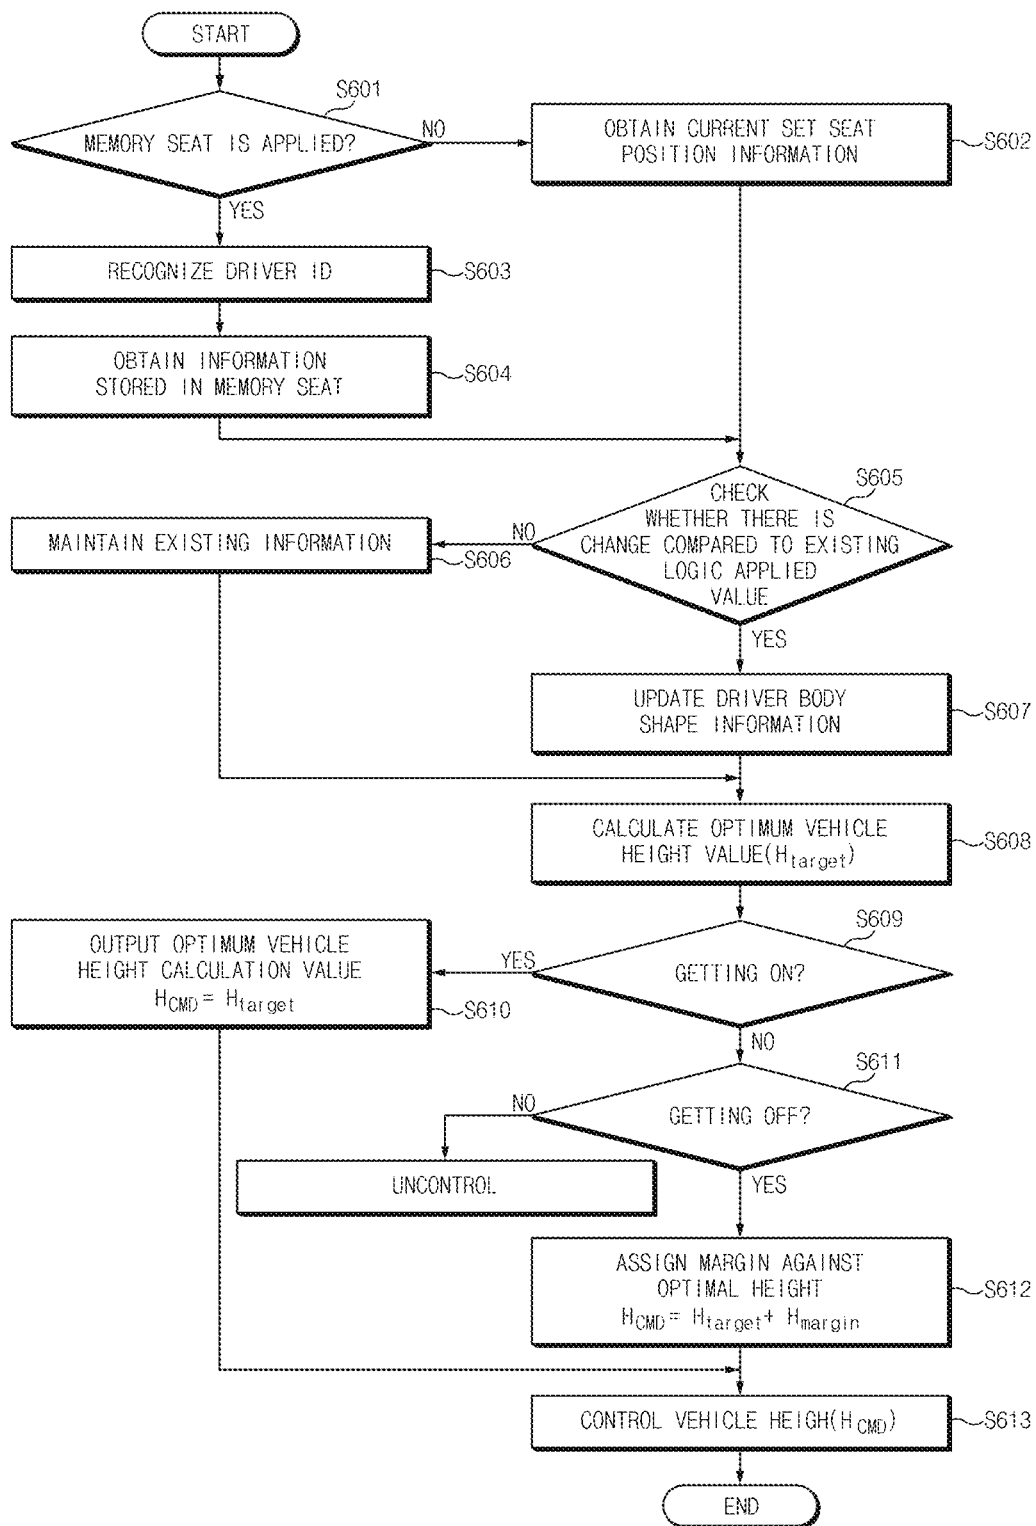 START
S601
MEMORY SEAT IS APPLIED?
NO
OBTAIN CURRENT SET SEAT
POSITION INFORMATION
S602
YES
RECOGNIZE DRIVER ID
S603
OBTAIN INFORMATION
STORED IN MEMORY SEAT
S604
S605
CHECK
WHETHER THERE IS
CHANGE COMPARED TO EXISTING
LOGIC APPLIED
VALUE
NO
MAINTAIN EXISTING INFORMATION
S606
YES
UPDATE DRIVER BODY
SHAPE INFORMATION
S607
CALCULATE OPTIMUM VEHICLE
HEIGHT VALUE(Htarget)
S608
S609
GETTING ON?
YES
OUTPUT OPTIMUM VEHICLE
HEIGHT CALCULATION VALUE
HCMD= Htarget
S610
NO
S611
GETTING OFF?
NO
UNCONTROL
YES
ASSIGN MARGIN AGAINST
OPTIMAL HEIGHT
HCMD= Htarget+ Hmargin
S612
CONTROL VEHICLE HEIGH(HCMD)
S613
END